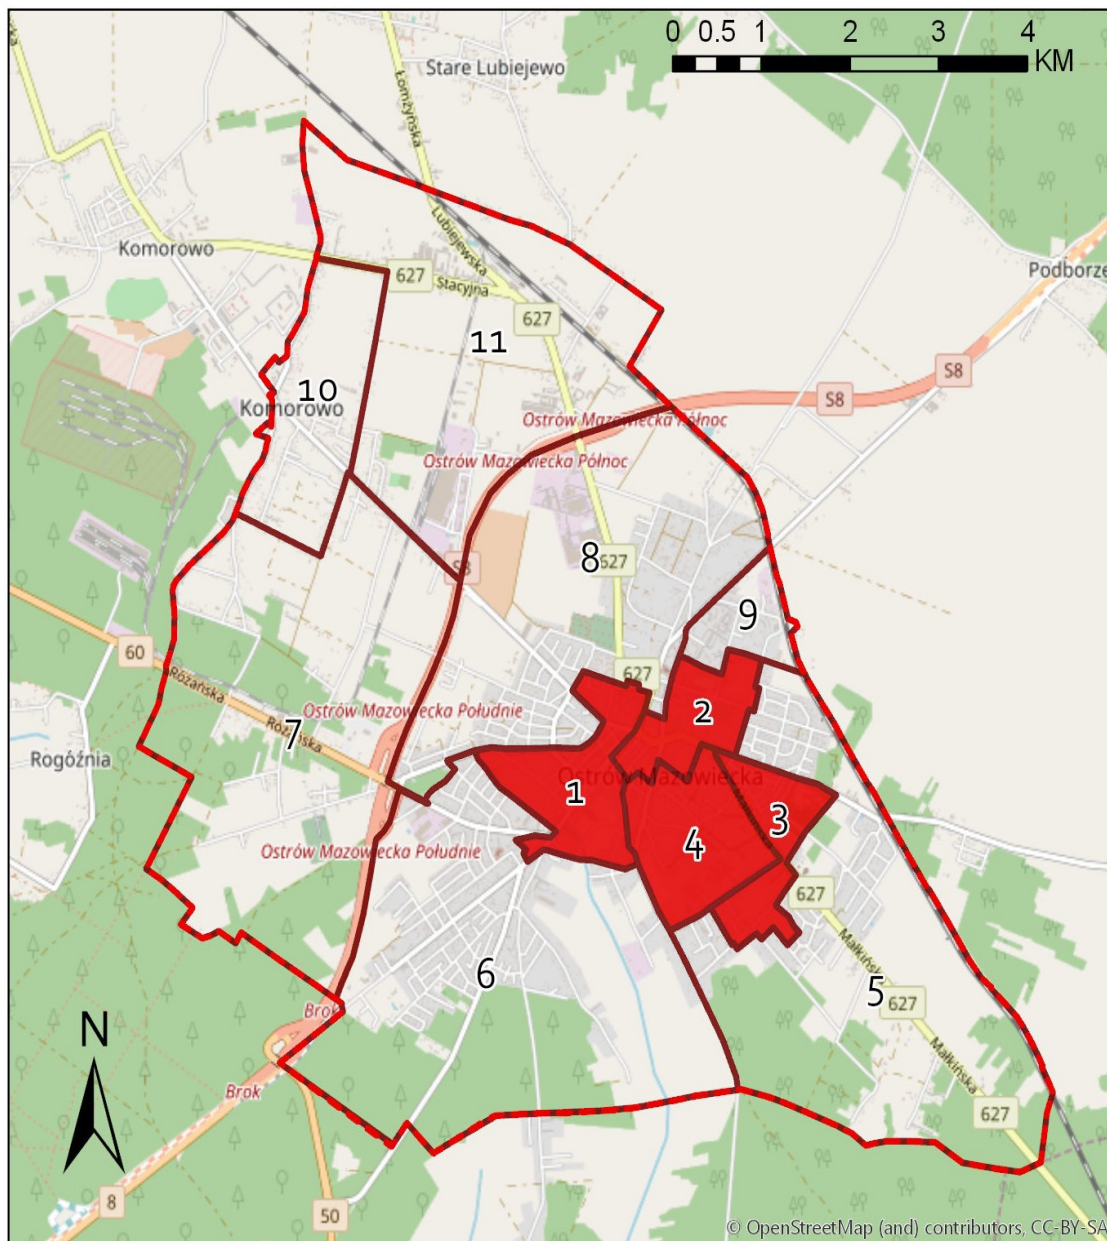 0 0.5 1 2 3 4
KM
Stare Lubiejewo
Łomżyńska
Lubiejewska
Komorowo
627
Stacyjna
627
Podborze
11
S8
S8
10
Komorowo
Ostrów Mazowiecka Północ
Ostrów Mazowiecka Północ
8
627
S8
9
60
Różańska
627
2
Ostrów Mazowiecka Południe
7
Różańska
Rogóźnia
Ostrów Mazowiecka
1
3
4
Ostrów Mazowiecka Południe
627
6
Małkińska
5
627
Brok
N
Małkińska
Brok
627
8
50
© OpenStreetMap (and) contributors, CC-BY-SA